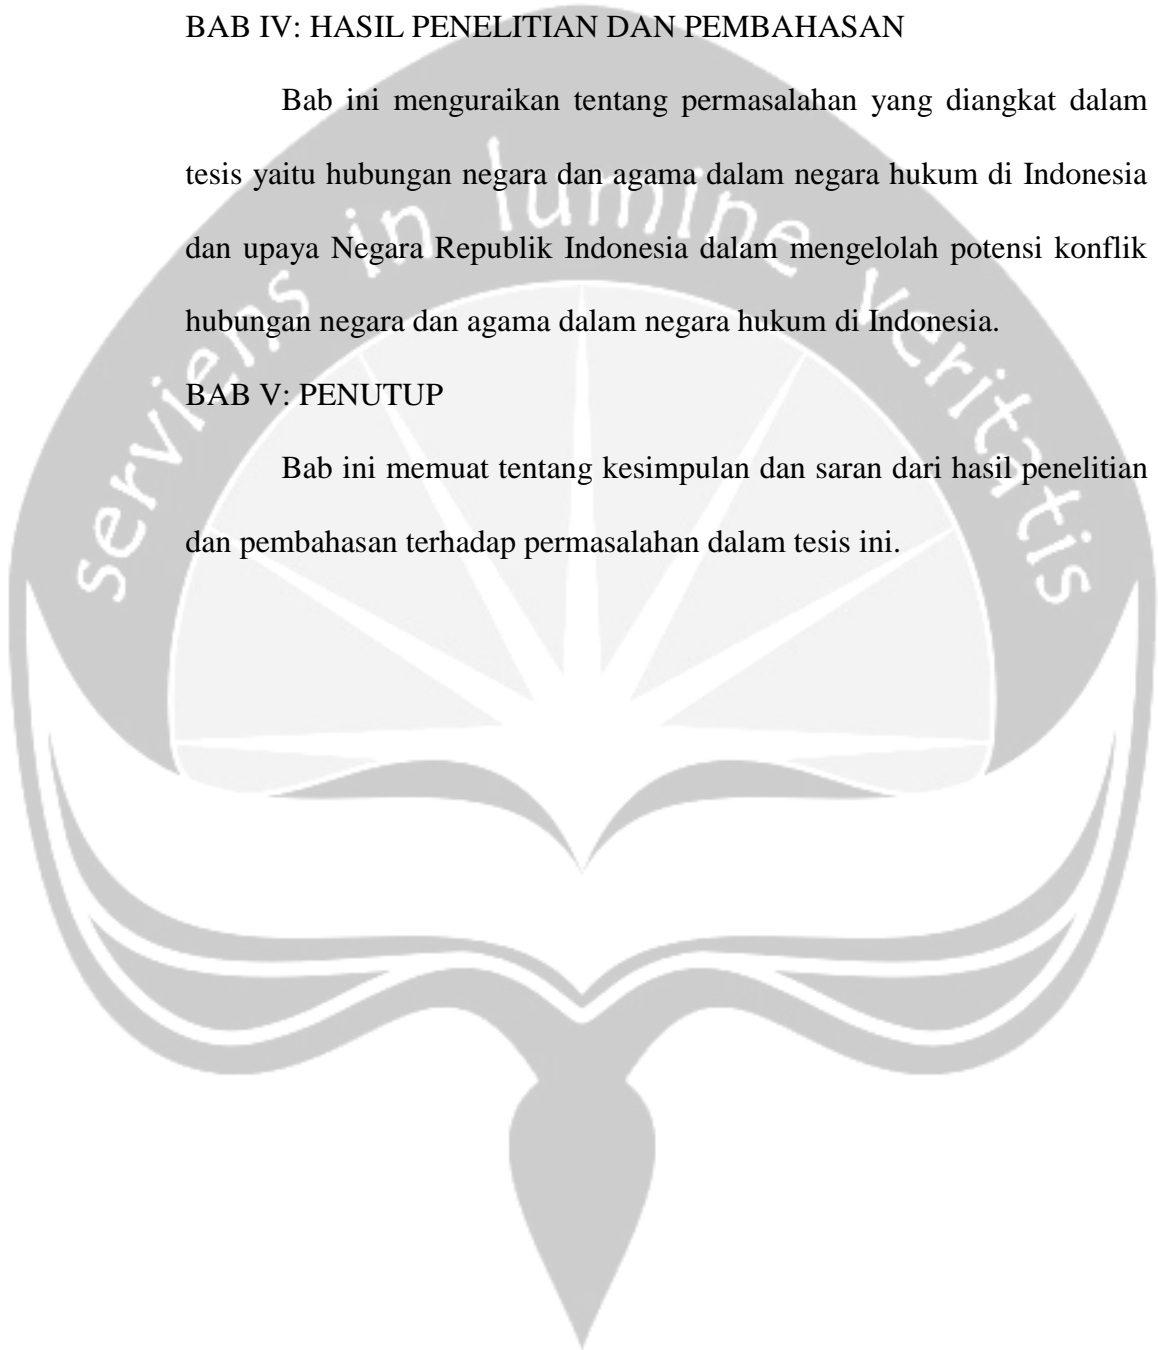 BAB IV: HASIL PENELITIAN DAN PEMBAHASAN
Bab ini menguraikan tentang permasalahan yang diangkat dalam
tesis yaitu hubungan negara dan agama dalam negara hukum di Indonesia
dan upaya Negara Republik Indonesia dalam mengelolah potensi konflik
hubungan negara dan agama dalam negara hukum di Indonesia.
BAB V: PENUTUP
Bab ini memuat tentang kesimpulan dan saran dari hasil penelitian
dan pembahasan terhadap permasalahan dalam tesis ini.
serviens in lumine veritatis